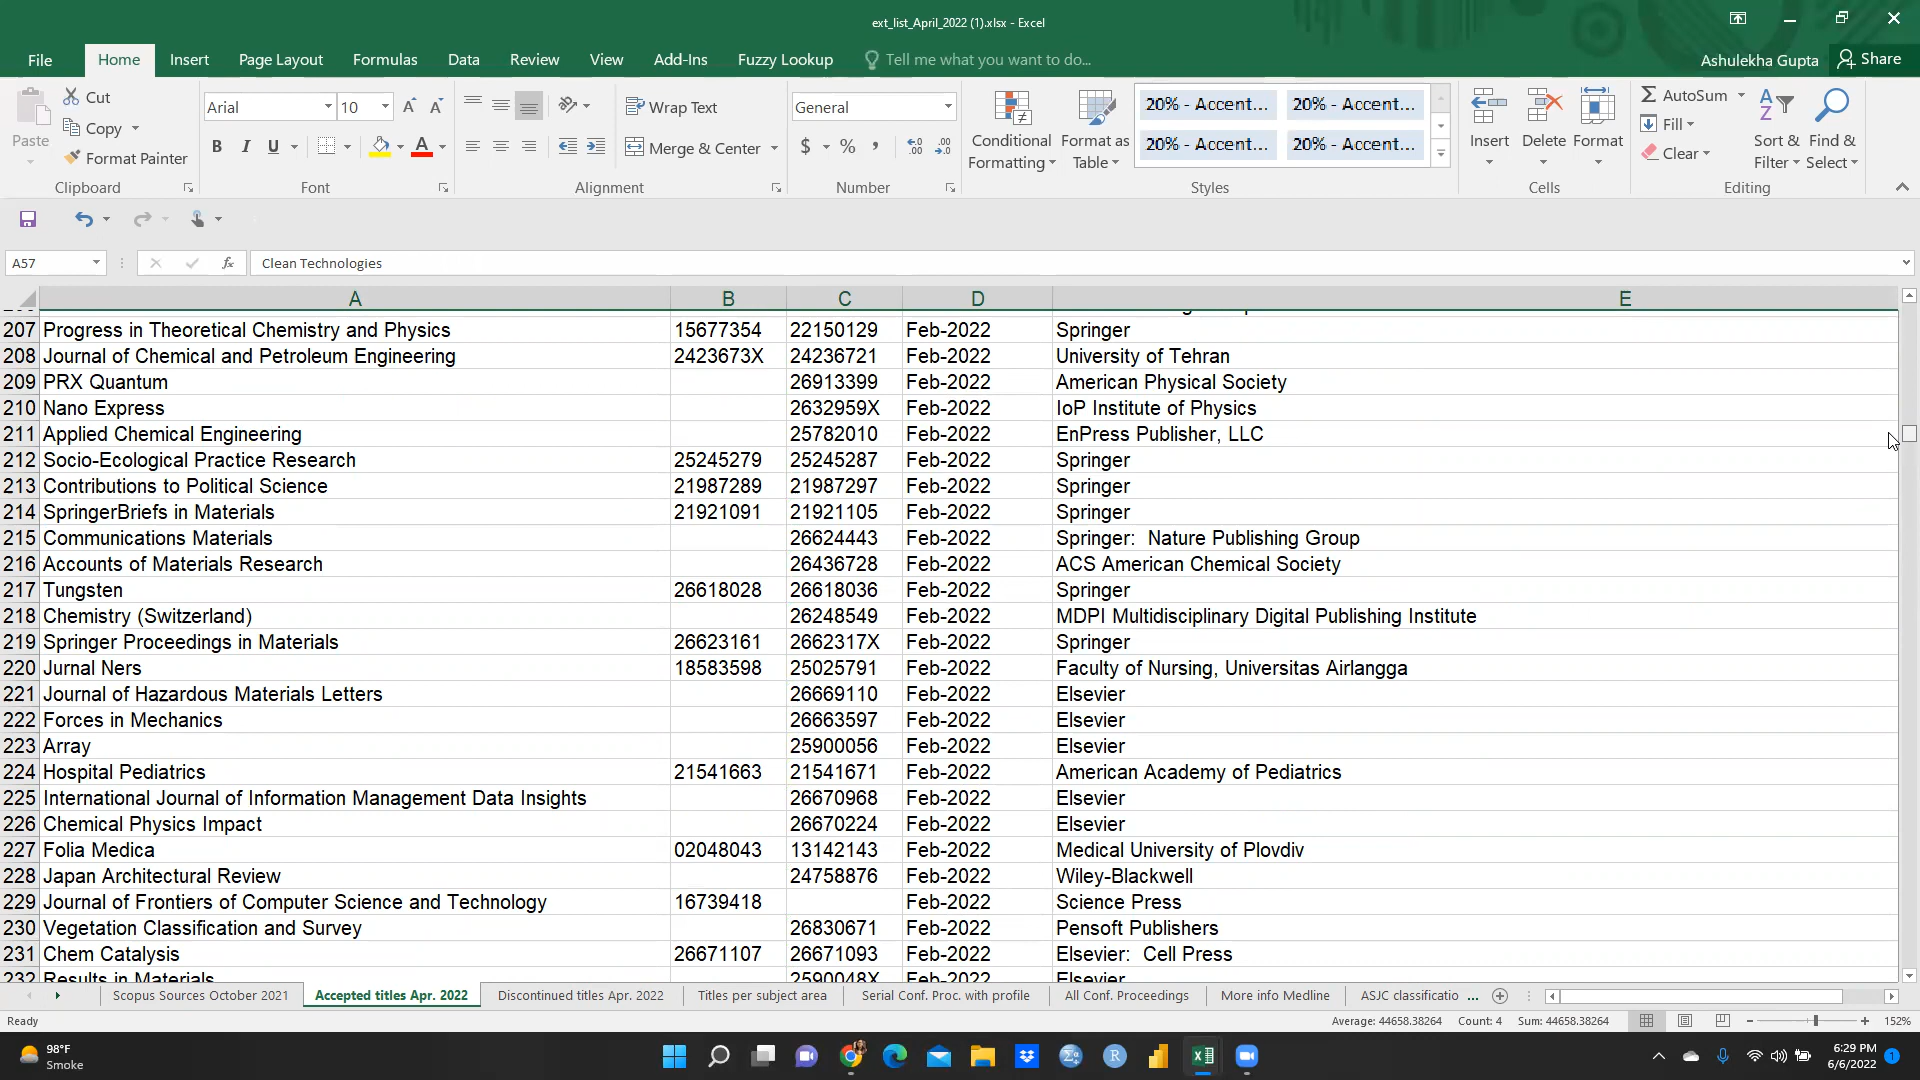 ext_list_April_2022 (1).xlsx - Excel
File Home Insert Page Layout Formulas Data Review View Add-Ins Fuzzy Lookup Tell me what you want to do... Ashulekha Gupta Share
Paste Cut Copy Format Painter Clipboard
Arial 10 B I U A Font
Wrap Text Merge & Center Alignment
General $ % , Number
Conditional Formatting Format as Table 20% - Accent... 20% - Accent... 20% - Accent... 20% - Accent... Styles
Insert Delete Format Cells
AutoSum Fill Clear Sort & Filter Find & Select Editing
A57 fx Clean Technologies
A B C D E
207 Progress in Theoretical Chemistry and Physics 15677354 22150129 Feb-2022 Springer
208 Journal of Chemical and Petroleum Engineering 2423673X 24236721 Feb-2022 University of Tehran
209 PRX Quantum 26913399 Feb-2022 American Physical Society
210 Nano Express 2632959X Feb-2022 IoP Institute of Physics
211 Applied Chemical Engineering 25782010 Feb-2022 EnPress Publisher, LLC
212 Socio-Ecological Practice Research 25245279 25245287 Feb-2022 Springer
213 Contributions to Political Science 21987289 21987297 Feb-2022 Springer
214 SpringerBriefs in Materials 21921091 21921105 Feb-2022 Springer
215 Communications Materials 26624443 Feb-2022 Springer:  Nature Publishing Group
216 Accounts of Materials Research 26436728 Feb-2022 ACS American Chemical Society
217 Tungsten 26618028 26618036 Feb-2022 Springer
218 Chemistry (Switzerland) 26248549 Feb-2022 MDPI Multidisciplinary Digital Publishing Institute
219 Springer Proceedings in Materials 26623161 2662317X Feb-2022 Springer
220 Jurnal Ners 18583598 25025791 Feb-2022 Faculty of Nursing, Universitas Airlangga
221 Journal of Hazardous Materials Letters 26669110 Feb-2022 Elsevier
222 Forces in Mechanics 26663597 Feb-2022 Elsevier
223 Array 25900056 Feb-2022 Elsevier
224 Hospital Pediatrics 21541663 21541671 Feb-2022 American Academy of Pediatrics
225 International Journal of Information Management Data Insights 26670968 Feb-2022 Elsevier
226 Chemical Physics Impact 26670224 Feb-2022 Elsevier
227 Folia Medica 02048043 13142143 Feb-2022 Medical University of Plovdiv
228 Japan Architectural Review 24758876 Feb-2022 Wiley-Blackwell
229 Journal of Frontiers of Computer Science and Technology 16739418 Feb-2022 Science Press
230 Vegetation Classification and Survey 26830671 Feb-2022 Pensoft Publishers
231 Chem Catalysis 26671107 26671093 Feb-2022 Elsevier:  Cell Press
232 Results in Materials 2590048X Feb-2022 Elsevier
Scopus Sources October 2021 Accepted titles Apr. 2022 Discontinued titles Apr. 2022 Titles per subject area Serial Conf. Proc. with profile All Conf. Proceedings More info Medline ASJC classificatio ...
Ready Average: 44658.38264 Count: 4 Sum: 44658.38264 152%
98°F
Smoke
6:29 PM
6/6/2022 1